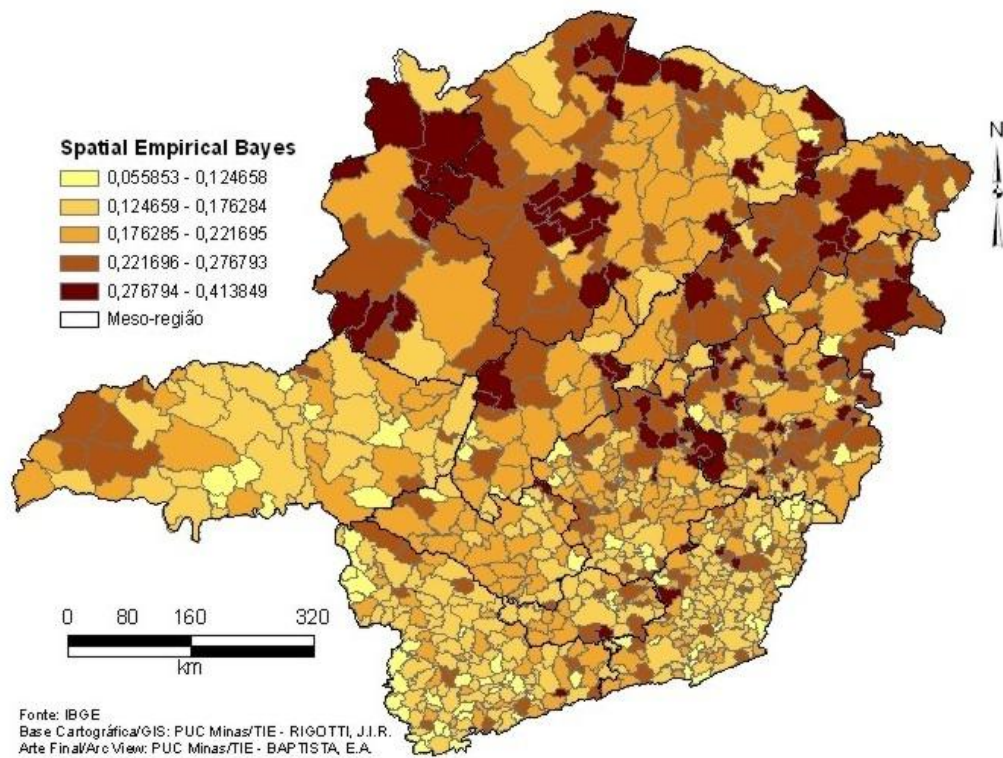 N
Spatial Empirical Bayes
0,055853 - 0,124658
0,124659 - 0,176284
0,176285 - 0,221695
0,221696 - 0,276793
0,276794 - 0,413849
Meso-região
0 80 160 320
km
Fonte: IBGE
Base Cartográfica/GIS: PUC Minas/TIE - RIGOTTI, J.I.R.
Arte Final/Arc View: PUC Minas/TIE - BAPTISTA, E.A.